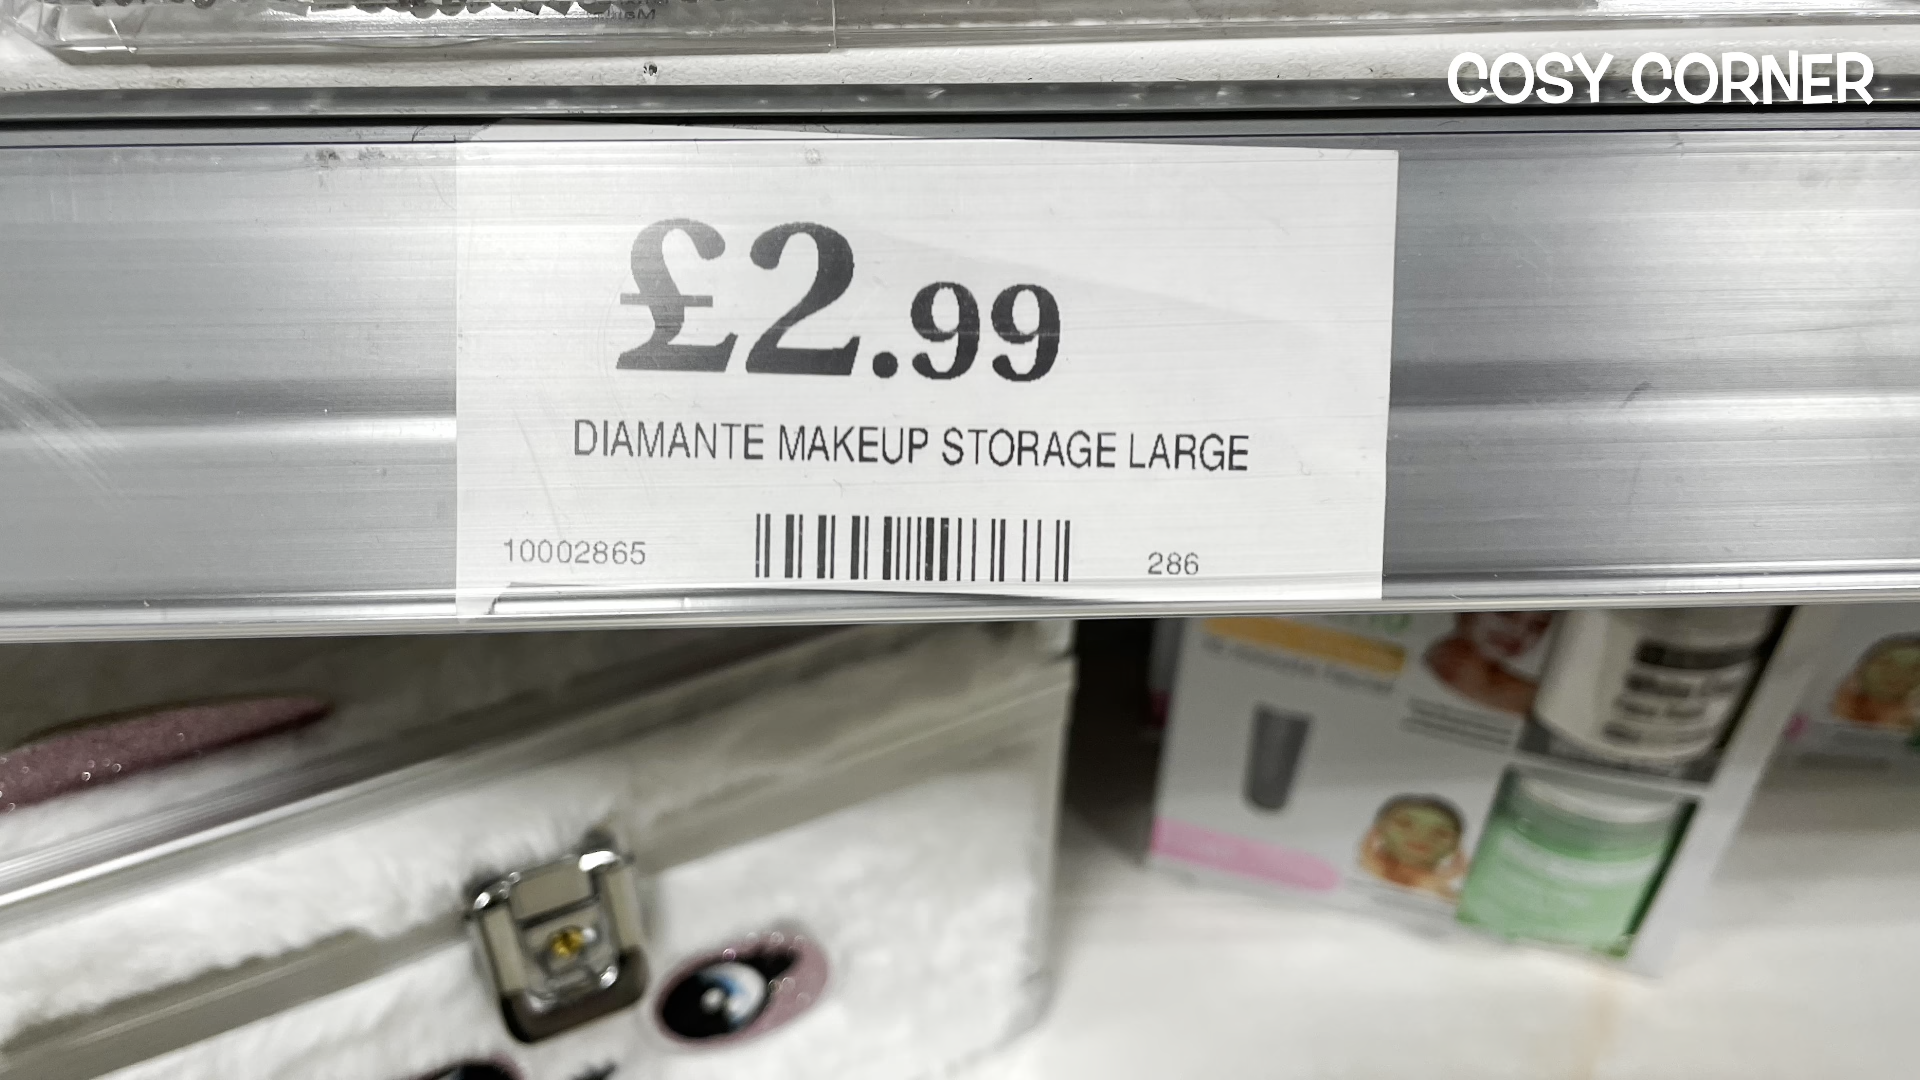 COSY CORNER
£2.99
DIAMANTE MAKEUP STORAGE LARGE
10002865
286